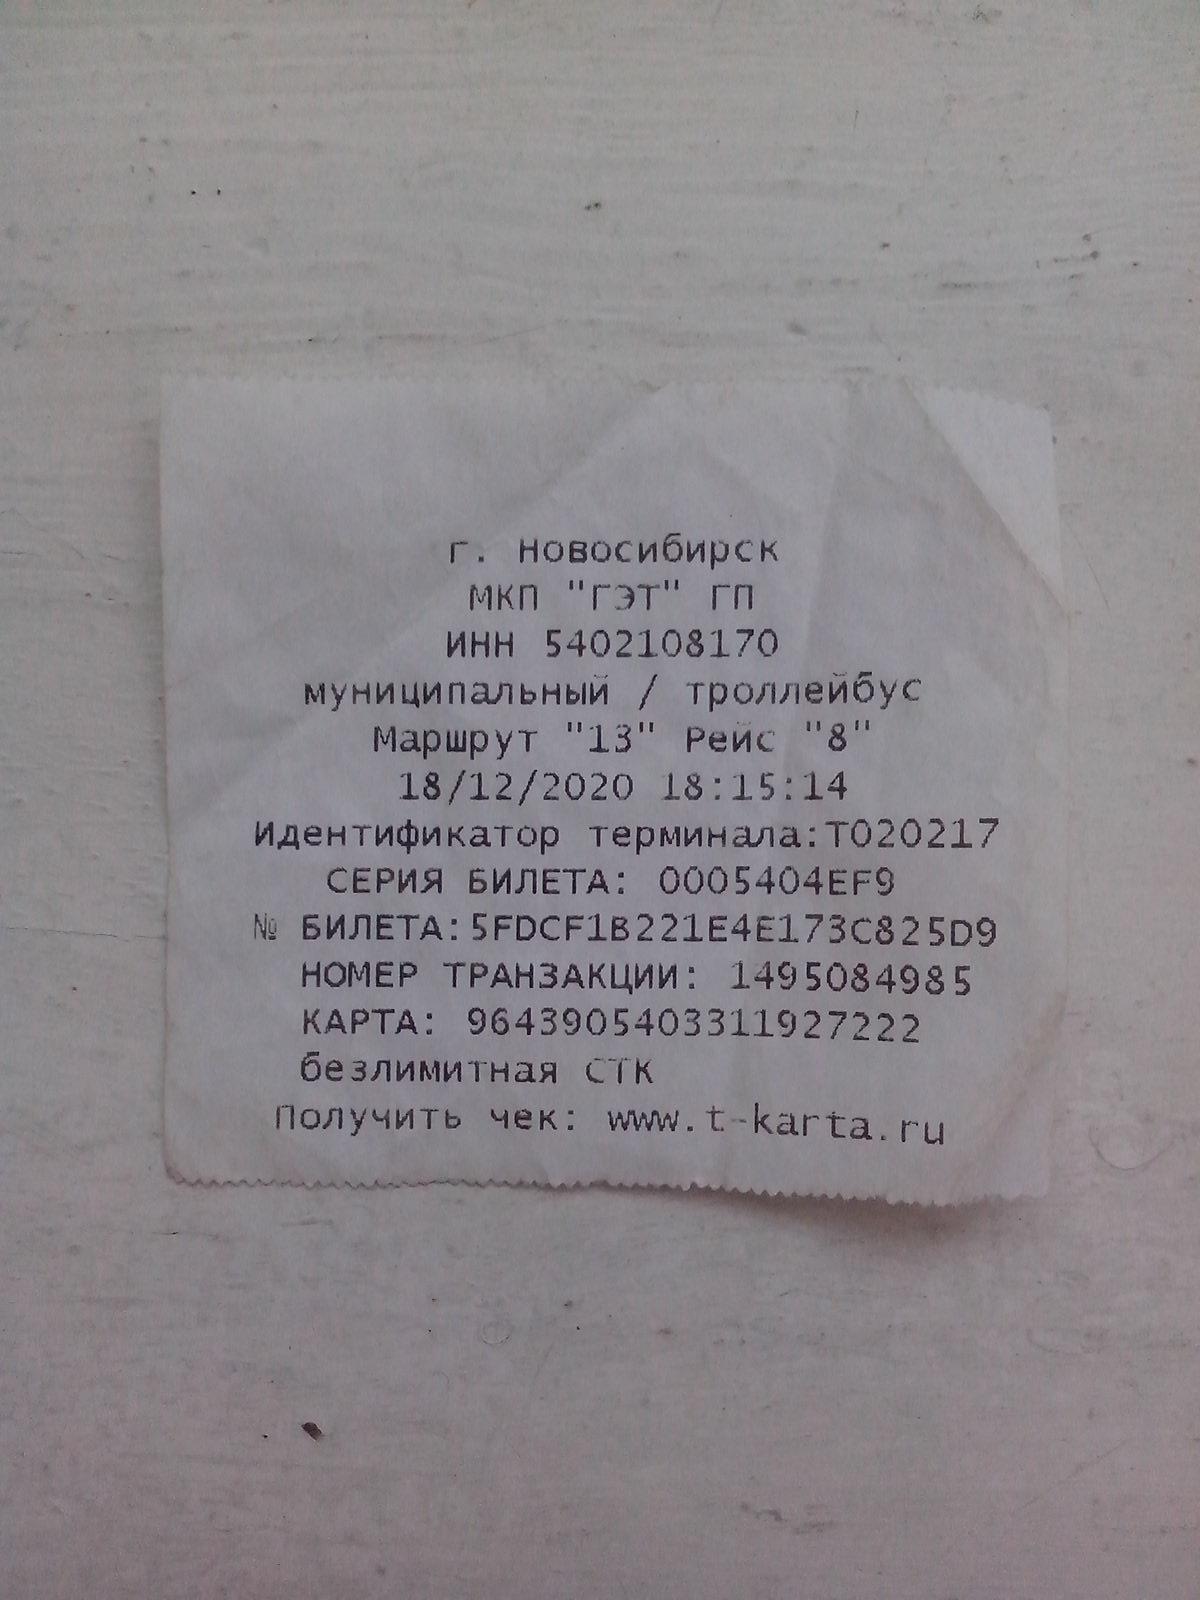 г. Новосибирск
МКП "ГЭТ" ГП
ИНН 5402108170
муниципальный / троллейбус
Маршрут "13" Рейс "8"
18/12/2020 18:15:14
Идентификатор терминала:T020217
СЕРИЯ БИЛЕТА: 0005404EF9
№ БИЛЕТА:5FDCF1B221E4E173C825D9
НОМЕР ТРАНЗАКЦИИ: 1495084985
КАРТА: 9643905403311927222
безлимитная СТК
Получить чек: www.t-karta.ru